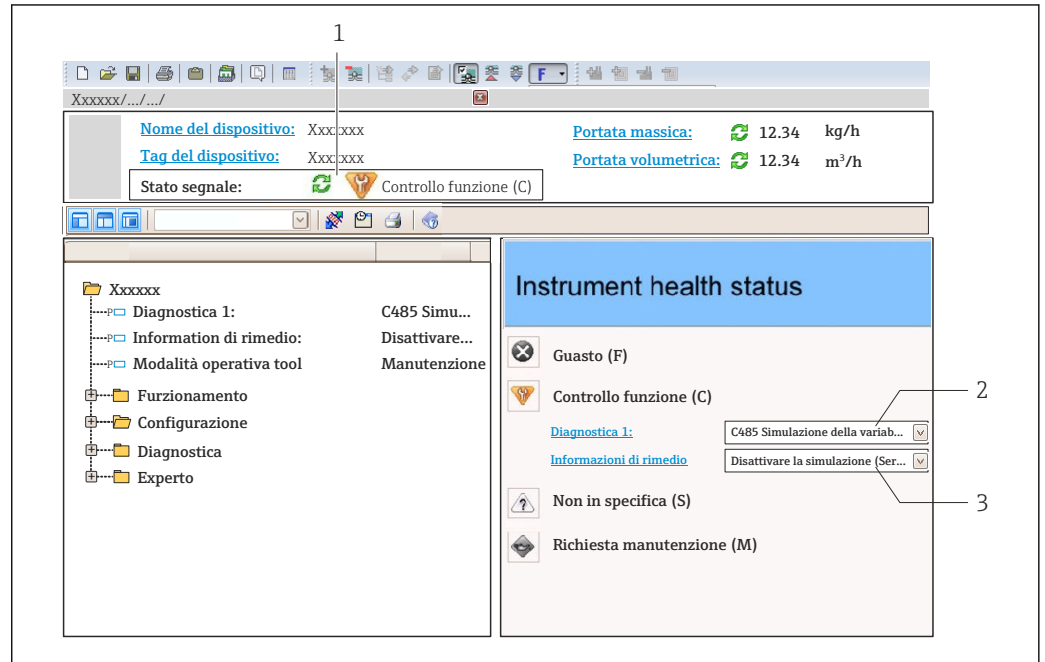 1
F
Xxxxxx/.../.../
Nome del dispositivo: Xxxxxxx
Portata massica: 12.34 kg/h
Tag del dispositivo: Xxxxxxx
Portata volumetrica: 12.34 m³/h
Stato segnale: Controllo funzione (C)
Xxxxxx
Diagnostica 1: C485 Simu...
Information di rimedio: Disattivare...
Modalità operativa tool Manutenzione
Furzionamento
Configurazione
Diagnostica
Experto
Instrument health status
Guasto (F)
Controllo funzione (C)
Diagnostica 1: C485 Simulazione della variab...
2
Informazioni di rimedio Disattivare la simulazione (Ser...
3
Non in specifica (S)
Richiesta manutenzione (M)